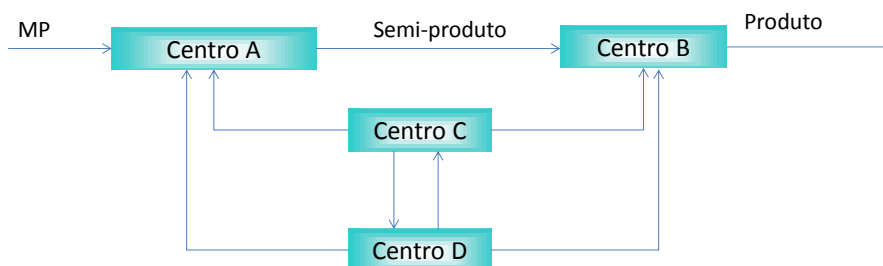 MP
Centro A
Semi-produto
Centro B
Produto
Centro C
Centro D